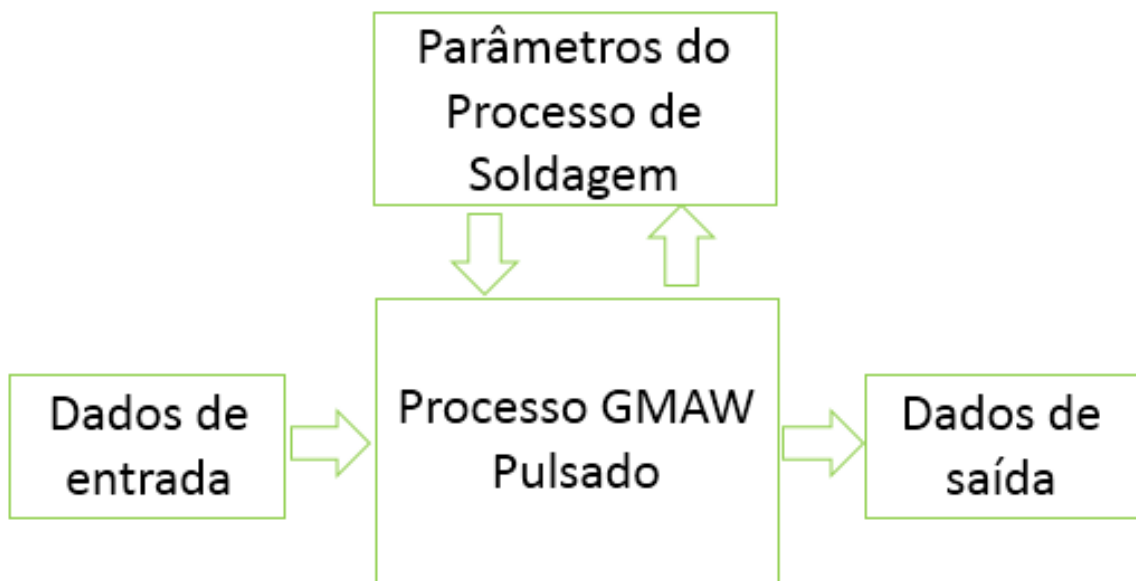 Parâmetros do
Processo de
Soldagem
Dados de
entrada
Processo GMAW
Pulsado
Dados de
saída